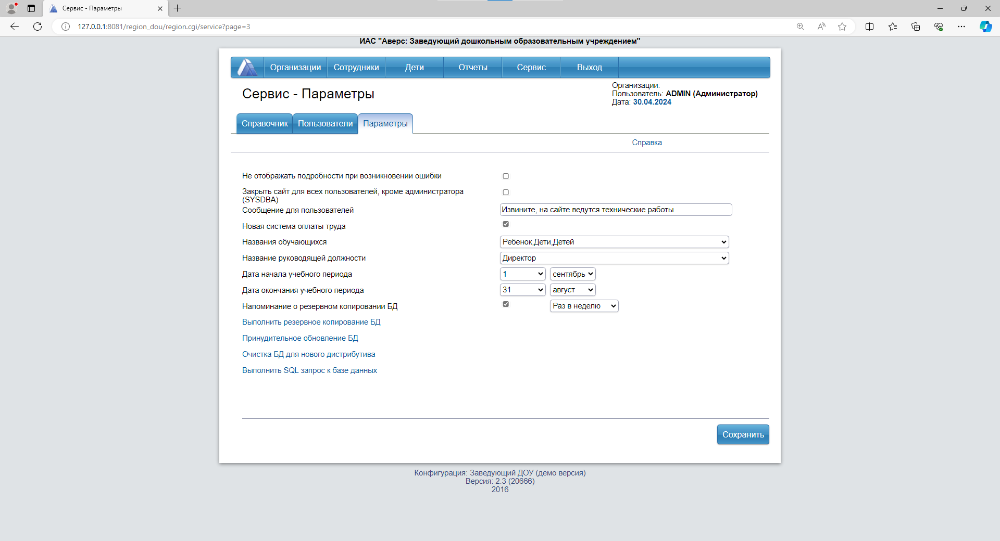 Сервис - Параметры
127.0.0.1:8081/region_dou/region.cgi/service?page=3
ИАС "Аверс: Заведующий дошкольным образовательным учреждением"
Организации Сотрудники Дети Отчеты Сервис Выход
Сервис - Параметры
Организации:
Пользователь: ADMIN (Администратор)
Дата: 30.04.2024
Справочник Пользователи Параметры
Справка
Не отображать подробности при возникновении ошибки
Закрыть сайт для всех пользователей, кроме администратора
(SYSDBA)
Сообщение для пользователей Извините, на сайте ведутся технические работы
Новая система оплаты труда
Названия обучающихся Ребенок,Дети,Детей
Название руководящей должности Директор
Дата начала учебного периода 1 сентябрь
Дата окончания учебного периода 31 август
Напоминание о резервном копировании БД Раз в неделю
Выполнить резервное копирование БД
Принудительное обновление БД
Очистка БД для нового дистрибутива
Выполнить SQL запрос к базе данных
Сохранить
Конфигурация: Заведующий ДОУ (демо версия)
Версия: 2.3 (20666)
2016